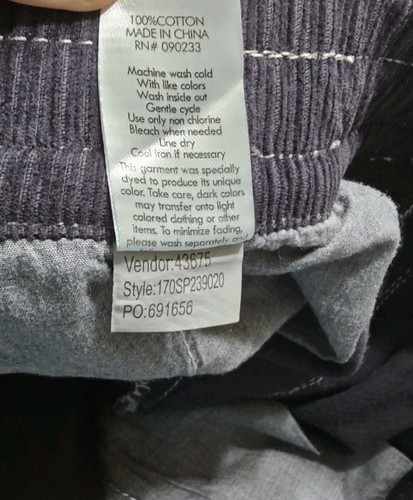 100%COTTON
MADE IN CHINA
RN# 090233
Machine wash cold
With like colors
Wash inside out
Gentle cycle
Use only non chlorine
Bleach when needed
Line dry
Cool iron if necessary
This garment was specially
dyed to produce its unique
color. Take care, dark colors
may transfer onto light
colored clothing or other
items. To minimize fading,
please wash separately and
Vendor:43675
Style:170SP239020
PO:691656